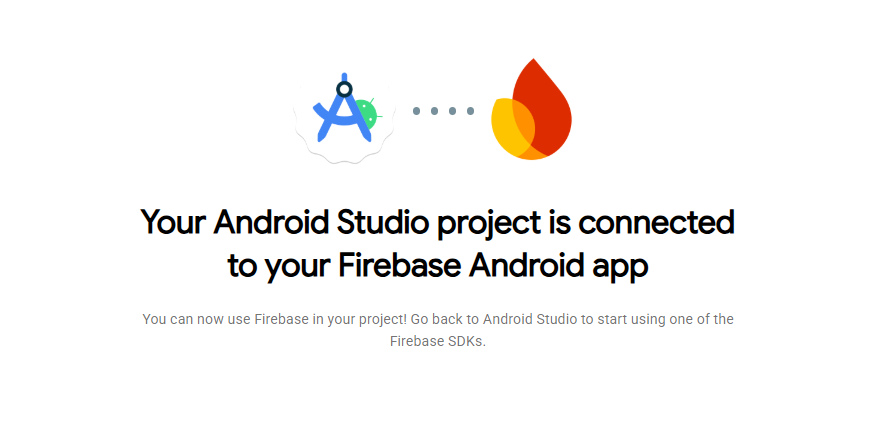 Your Android Studio project is connected
to your Firebase Android app
You can now use Firebase in your project! Go back to Android Studio to start using one of the
Firebase SDKs.